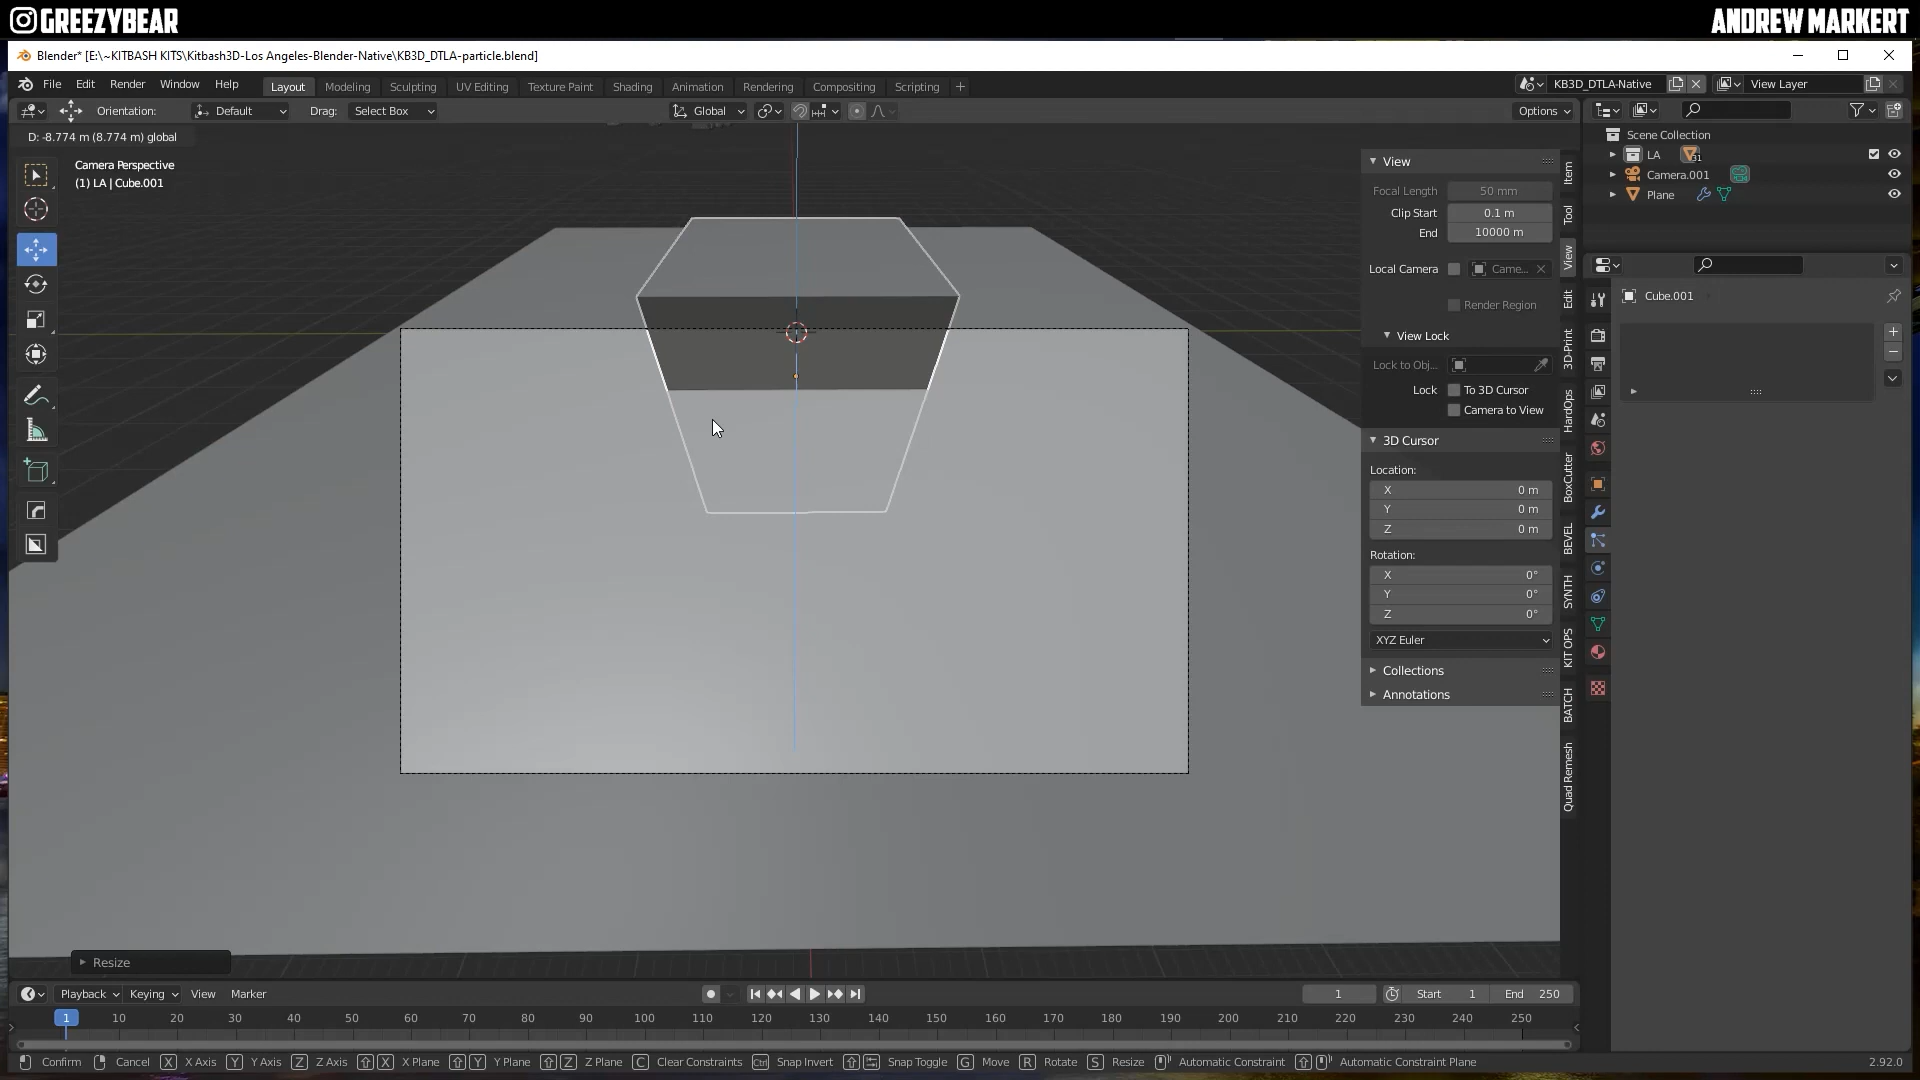 GREEZYBEAR
ANDREW MARKERT
Blender* [E:\~KITBASH KITS\Kitbash3D-Los Angeles-Blender-Native\KB3D_DTLA-particle.blend]
File Edit Render Window Help Layout Modeling Sculpting UV Editing Texture Paint Shading Animation Rendering Compositing Scripting + KB3D_DTLA-Native View Layer
Orientation: Default Drag: Select Box Global Options
D: -8.774 m (8.774 m) global
Camera Perspective
(1) LA | Cube.001
View
Focal Length 50 mm
Clip Start 0.1 m
End 10000 m
Local Camera Came...
Render Region
View Lock
Lock to Obj...
Lock To 3D Cursor
Camera to View
3D Cursor
Location:
X 0 m
Y 0 m
Z 0 m
Rotation:
X 0°
Y 0°
Z 0°
XYZ Euler
Collections
Annotations
Item
Tool
View
Edit
3D-Print
HardOps
BoxCutter
BEVEL
SYNTH
KIT OPS
BATCH
Quad Remesh
Scene Collection
LA 31
Camera.001
Plane
Cube.001
Resize
Playback Keying View Marker 1 Start 1 End 250
1 10 20 30 40 50 60 70 80 90 100 110 120 130 140 150 160 170 180 190 200 210 220 230 240 250
Confirm Cancel X X Axis Y Y Axis Z Z Axis X X Plane Y Y Plane Z Z Plane C Clear Constraints Ctrl Snap Invert Snap Toggle G Move R Rotate S Resize Automatic Constraint Automatic Constraint Plane 2.92.0